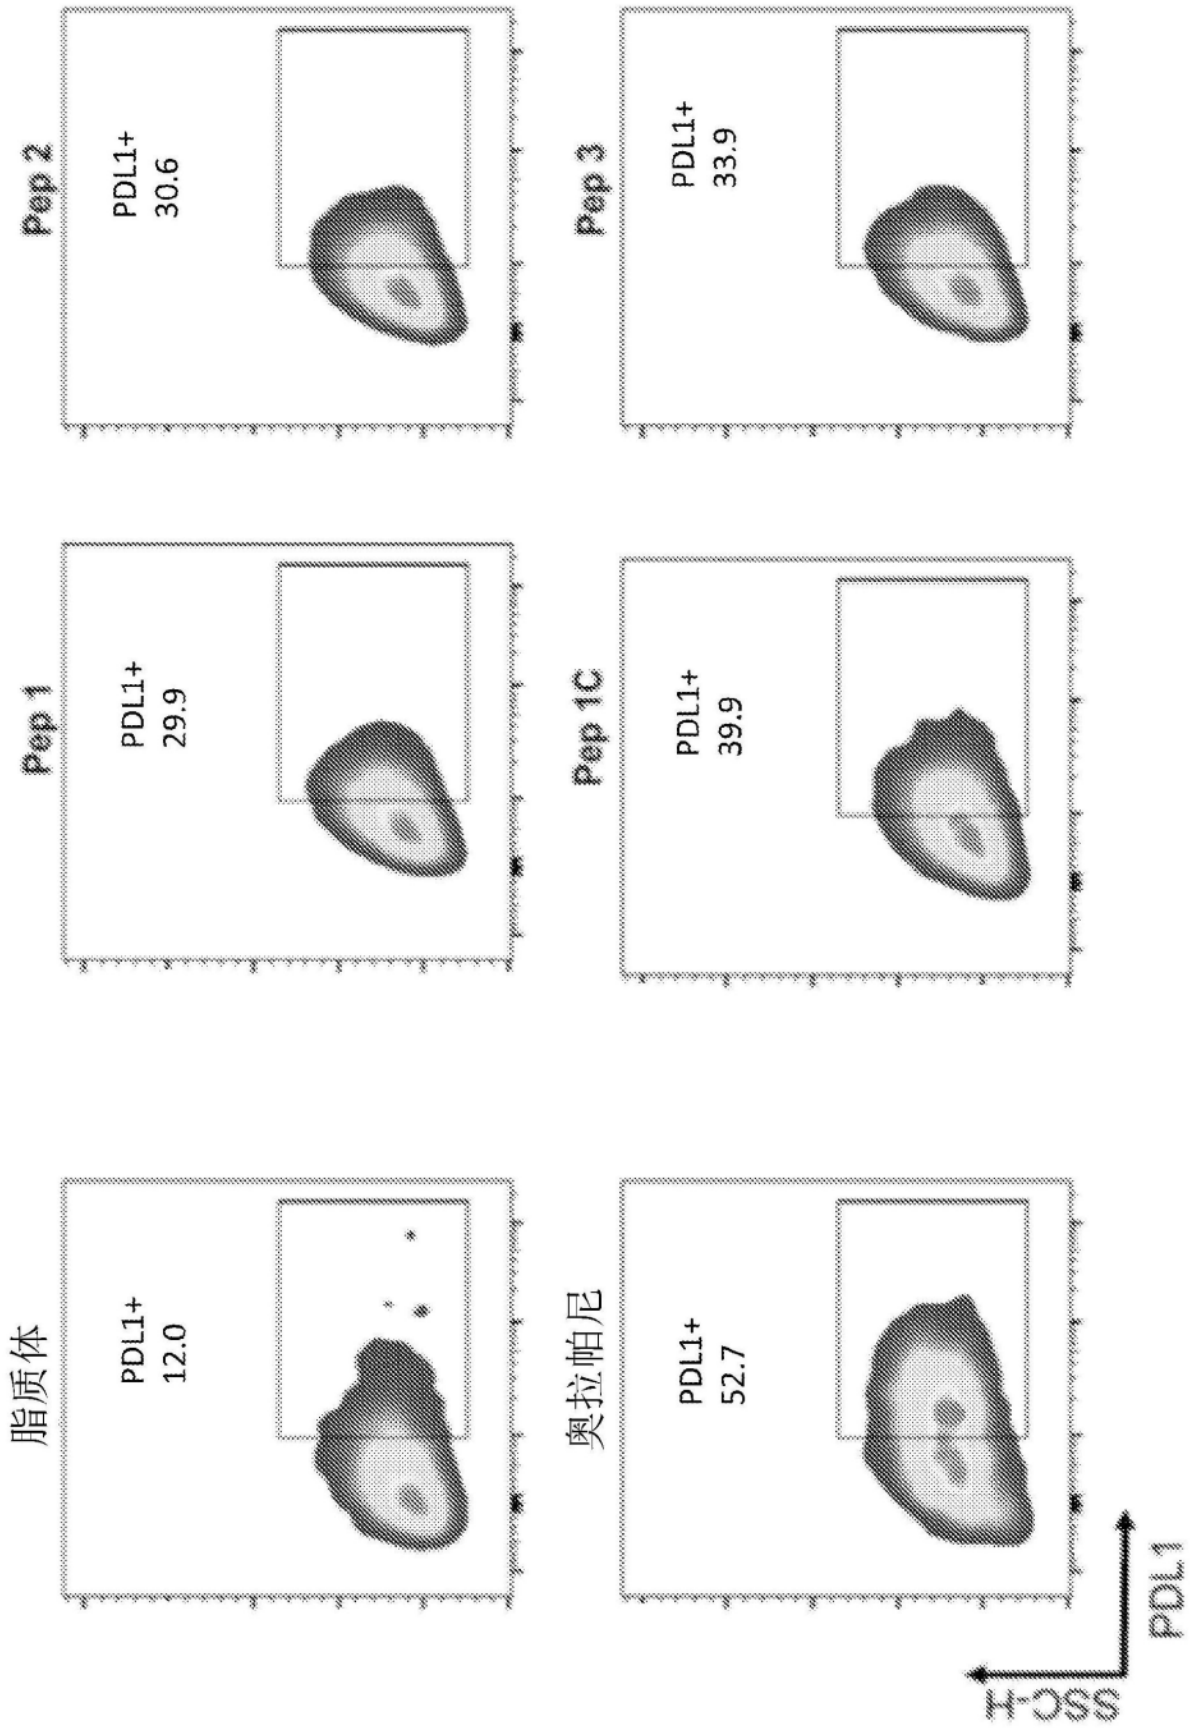 脂质体
PDL1+
12.0
Pep 1
PDL1+
29.9
Pep 2
PDL1+
30.6
奥拉帕尼
PDL1+
52.7
Pep 1C
PDL1+
39.9
Pep 3
PDL1+
33.9
SSC-H
PDL1